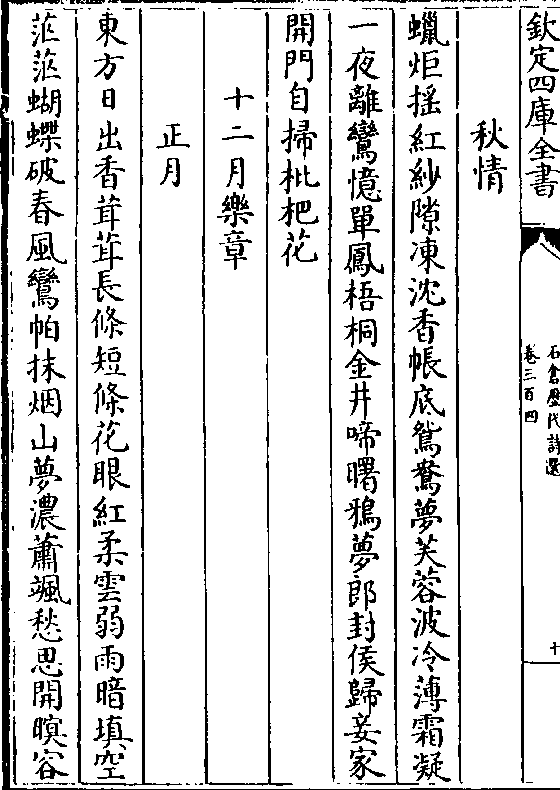 欽定四庫全書
石倉歷代詩選
卷三百四
十
秋情
蠟炬揺紅紗隙凍沈香帳底鴛鴦夢芙蓉波冷薄霜凝
一夜離鸞憶單鳳梧桐金井啼曙鴉夢郎封侯歸妾家
開門自掃枇杷花
十二月樂章
正月
東方日出香茸茸長條短條花眼紅柔雲弱雨暗填空
茫茫蝴蝶破春風鸞帕抹烟山夢濃蕭颯愁思開暝容